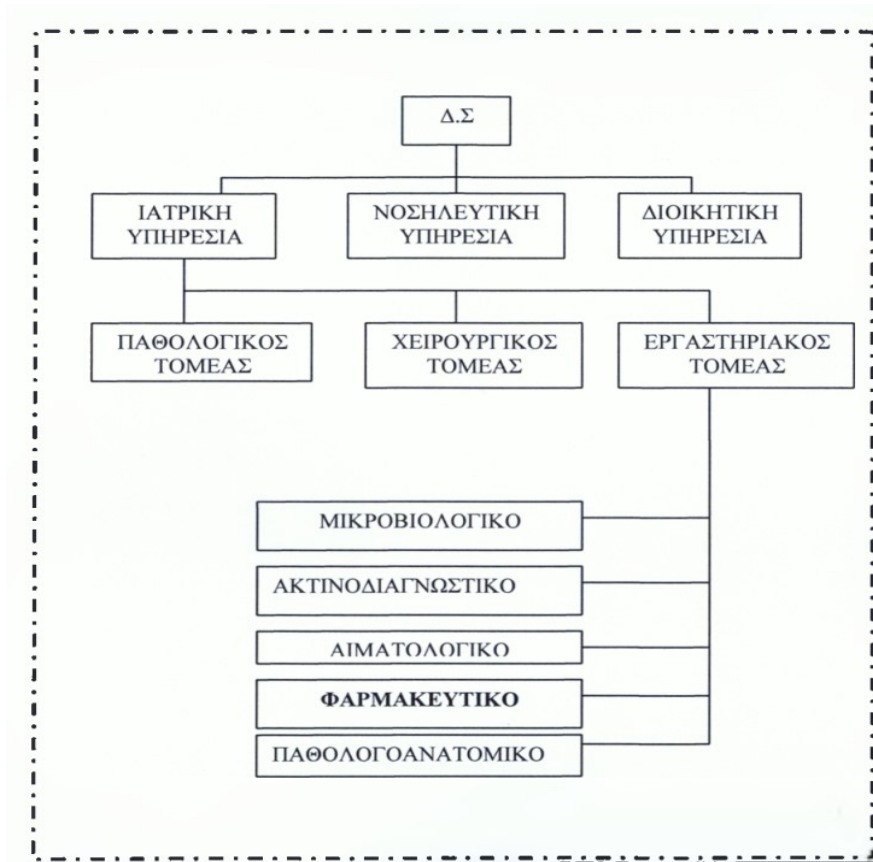 Δ.Σ
ΙΑΤΡΙΚΗ
ΥΠΗΡΕΣΙΑ
ΝΟΣΗΛΕΥΤΙΚΗ
ΥΠΗΡΕΣΙΑ
ΔΙΟΙΚΗΤΙΚΗ
ΥΠΗΡΕΣΙΑ
ΠΑΘΟΛΟΓΙΚΟΣ
ΤΟΜΕΑΣ
ΧΕΙΡΟΥΡΓΙΚΟΣ
ΤΟΜΕΑΣ
ΕΡΓΑΣΤΗΡΙΑΚΟΣ
ΤΟΜΕΑΣ
ΜΙΚΡΟΒΙΟΛΟΓΙΚΟ
ΑΚΤΙΝΟΔΙΑΓΝΩΣΤΙΚΟ
ΑΙΜΑΤΟΛΟΓΙΚΟ
ΦΑΡΜΑΚΕΥΤΙΚΟ
ΠΑΘΟΛΟΓΟΑΝΑΤΟΜΙΚΟ